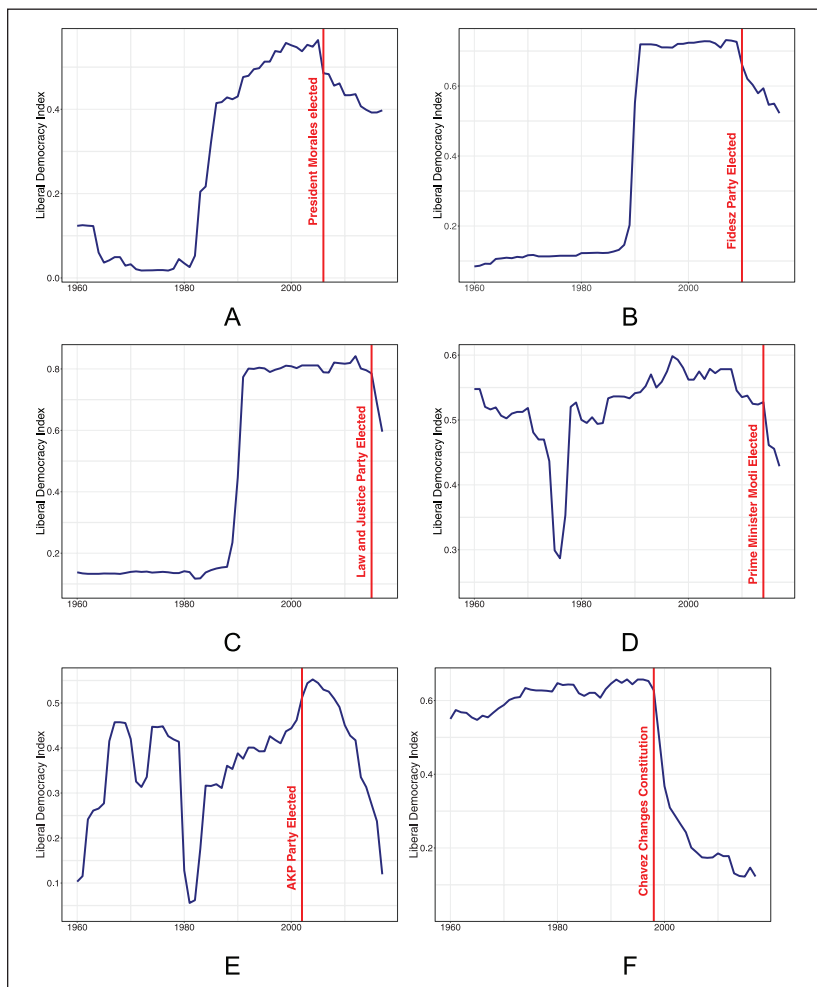 Liberal Democracy Index
0.4
0.2
0.0
President Morales elected
1960
1980
2000
A
Liberal Democracy Index
0.6
0.4
0.2
Fidesz Party Elected
1960
1980
2000
B
Liberal Democracy Index
0.8
0.6
0.4
0.2
Law and Justice Party Elected
1960
1980
2000
C
Liberal Democracy Index
0.6
0.5
0.4
0.3
Prime Minister Modi Elected
1960
1980
2000
D
Liberal Democracy Index
0.5
0.4
0.3
0.2
0.1
AKP Party Elected
1960
1980
2000
E
Liberal Democracy Index
0.6
0.4
0.2
Chavez Changes Constitution
1960
1980
2000
2020
F